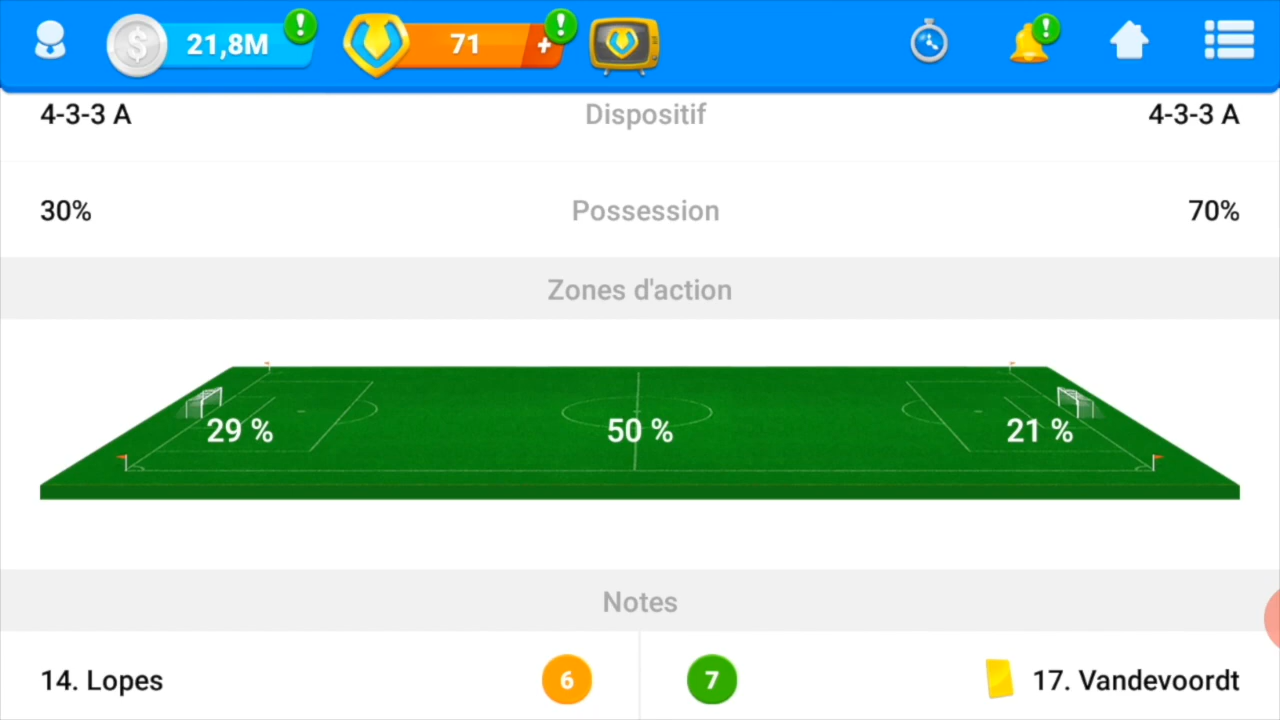 21,8M 71 +
4-3-3 A Dispositif 4-3-3 A
30% Possession 70%
Zones d'action
29 % 50 % 21 %
Notes
14. Lopes 6 7 17. Vandevoordt